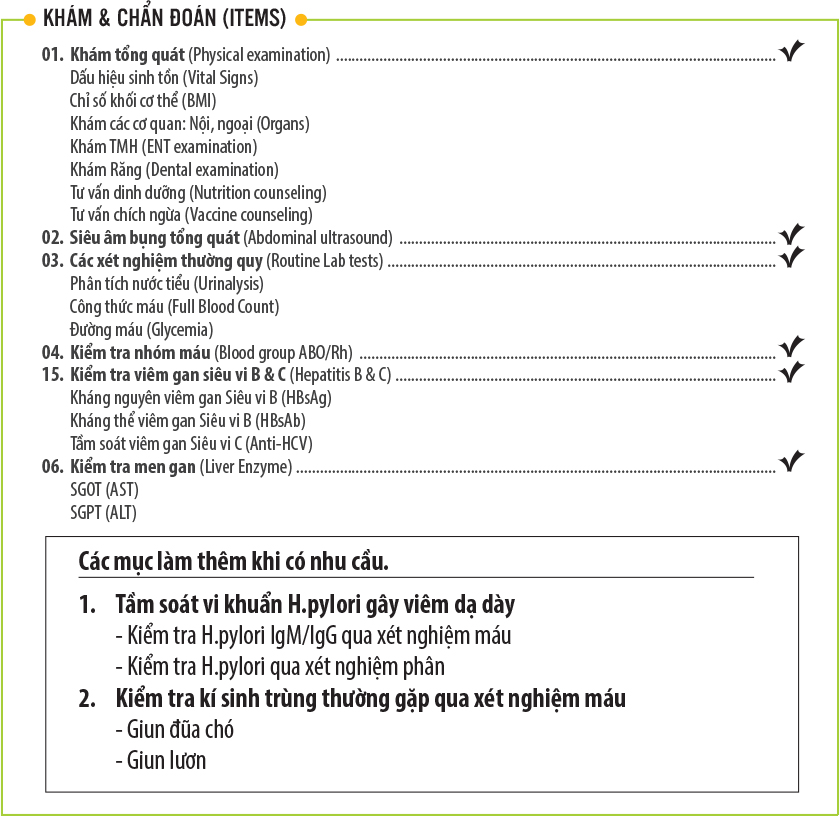 KHÁM & CHẨN ĐOÁN (ITEMS)
01. Khám tổng quát (Physical examination) ✓
Dấu hiệu sinh tồn (Vital Signs)
Chỉ số khối cơ thể (BMI)
Khám các cơ quan: Nội, ngoại (Organs)
Khám TMH (ENT examination)
Khám Răng (Dental examination)
Tư vấn dinh dưỡng (Nutrition counseling)
Tư vấn chích ngừa (Vaccine counseling)
02. Siêu âm bụng tổng quát (Abdominal ultrasound) ✓
03. Các xét nghiệm thường quy (Routine Lab tests) ✓
Phân tích nước tiểu (Urinalysis)
Công thức máu (Full Blood Count)
Đường máu (Glycemia)
04. Kiểm tra nhóm máu (Blood group ABO/Rh) ✓
15. Kiểm tra viêm gan siêu vi B & C (Hepatitis B & C) ✓
Kháng nguyên viêm gan Siêu vi B (HBsAg)
Kháng thể viêm gan Siêu vi B (HBsAb)
Tầm soát viêm gan Siêu vi C (Anti-HCV)
06. Kiểm tra men gan (Liver Enzyme) ✓
SGOT (AST)
SGPT (ALT)
Các mục làm thêm khi có nhu cầu.
1. Tầm soát vi khuẩn H.pylori gây viêm dạ dày
- Kiểm tra H.pylori IgM/IgG qua xét nghiệm máu
- Kiểm tra H.pylori qua xét nghiệm phân
2. Kiểm tra kí sinh trùng thường gặp qua xét nghiệm máu
- Giun đũa chó
- Giun lươn